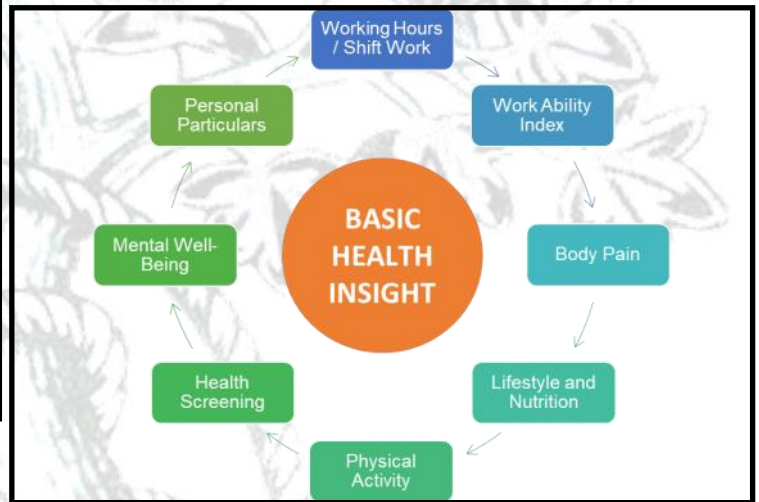 Working Hours
/ Shift Work
Work Ability
Index
Body Pain
Lifestyle and
Nutrition
Physical
Activity
Health
Screening
Mental Well-
Being
Personal
Particulars
BASIC
HEALTH
INSIGHT